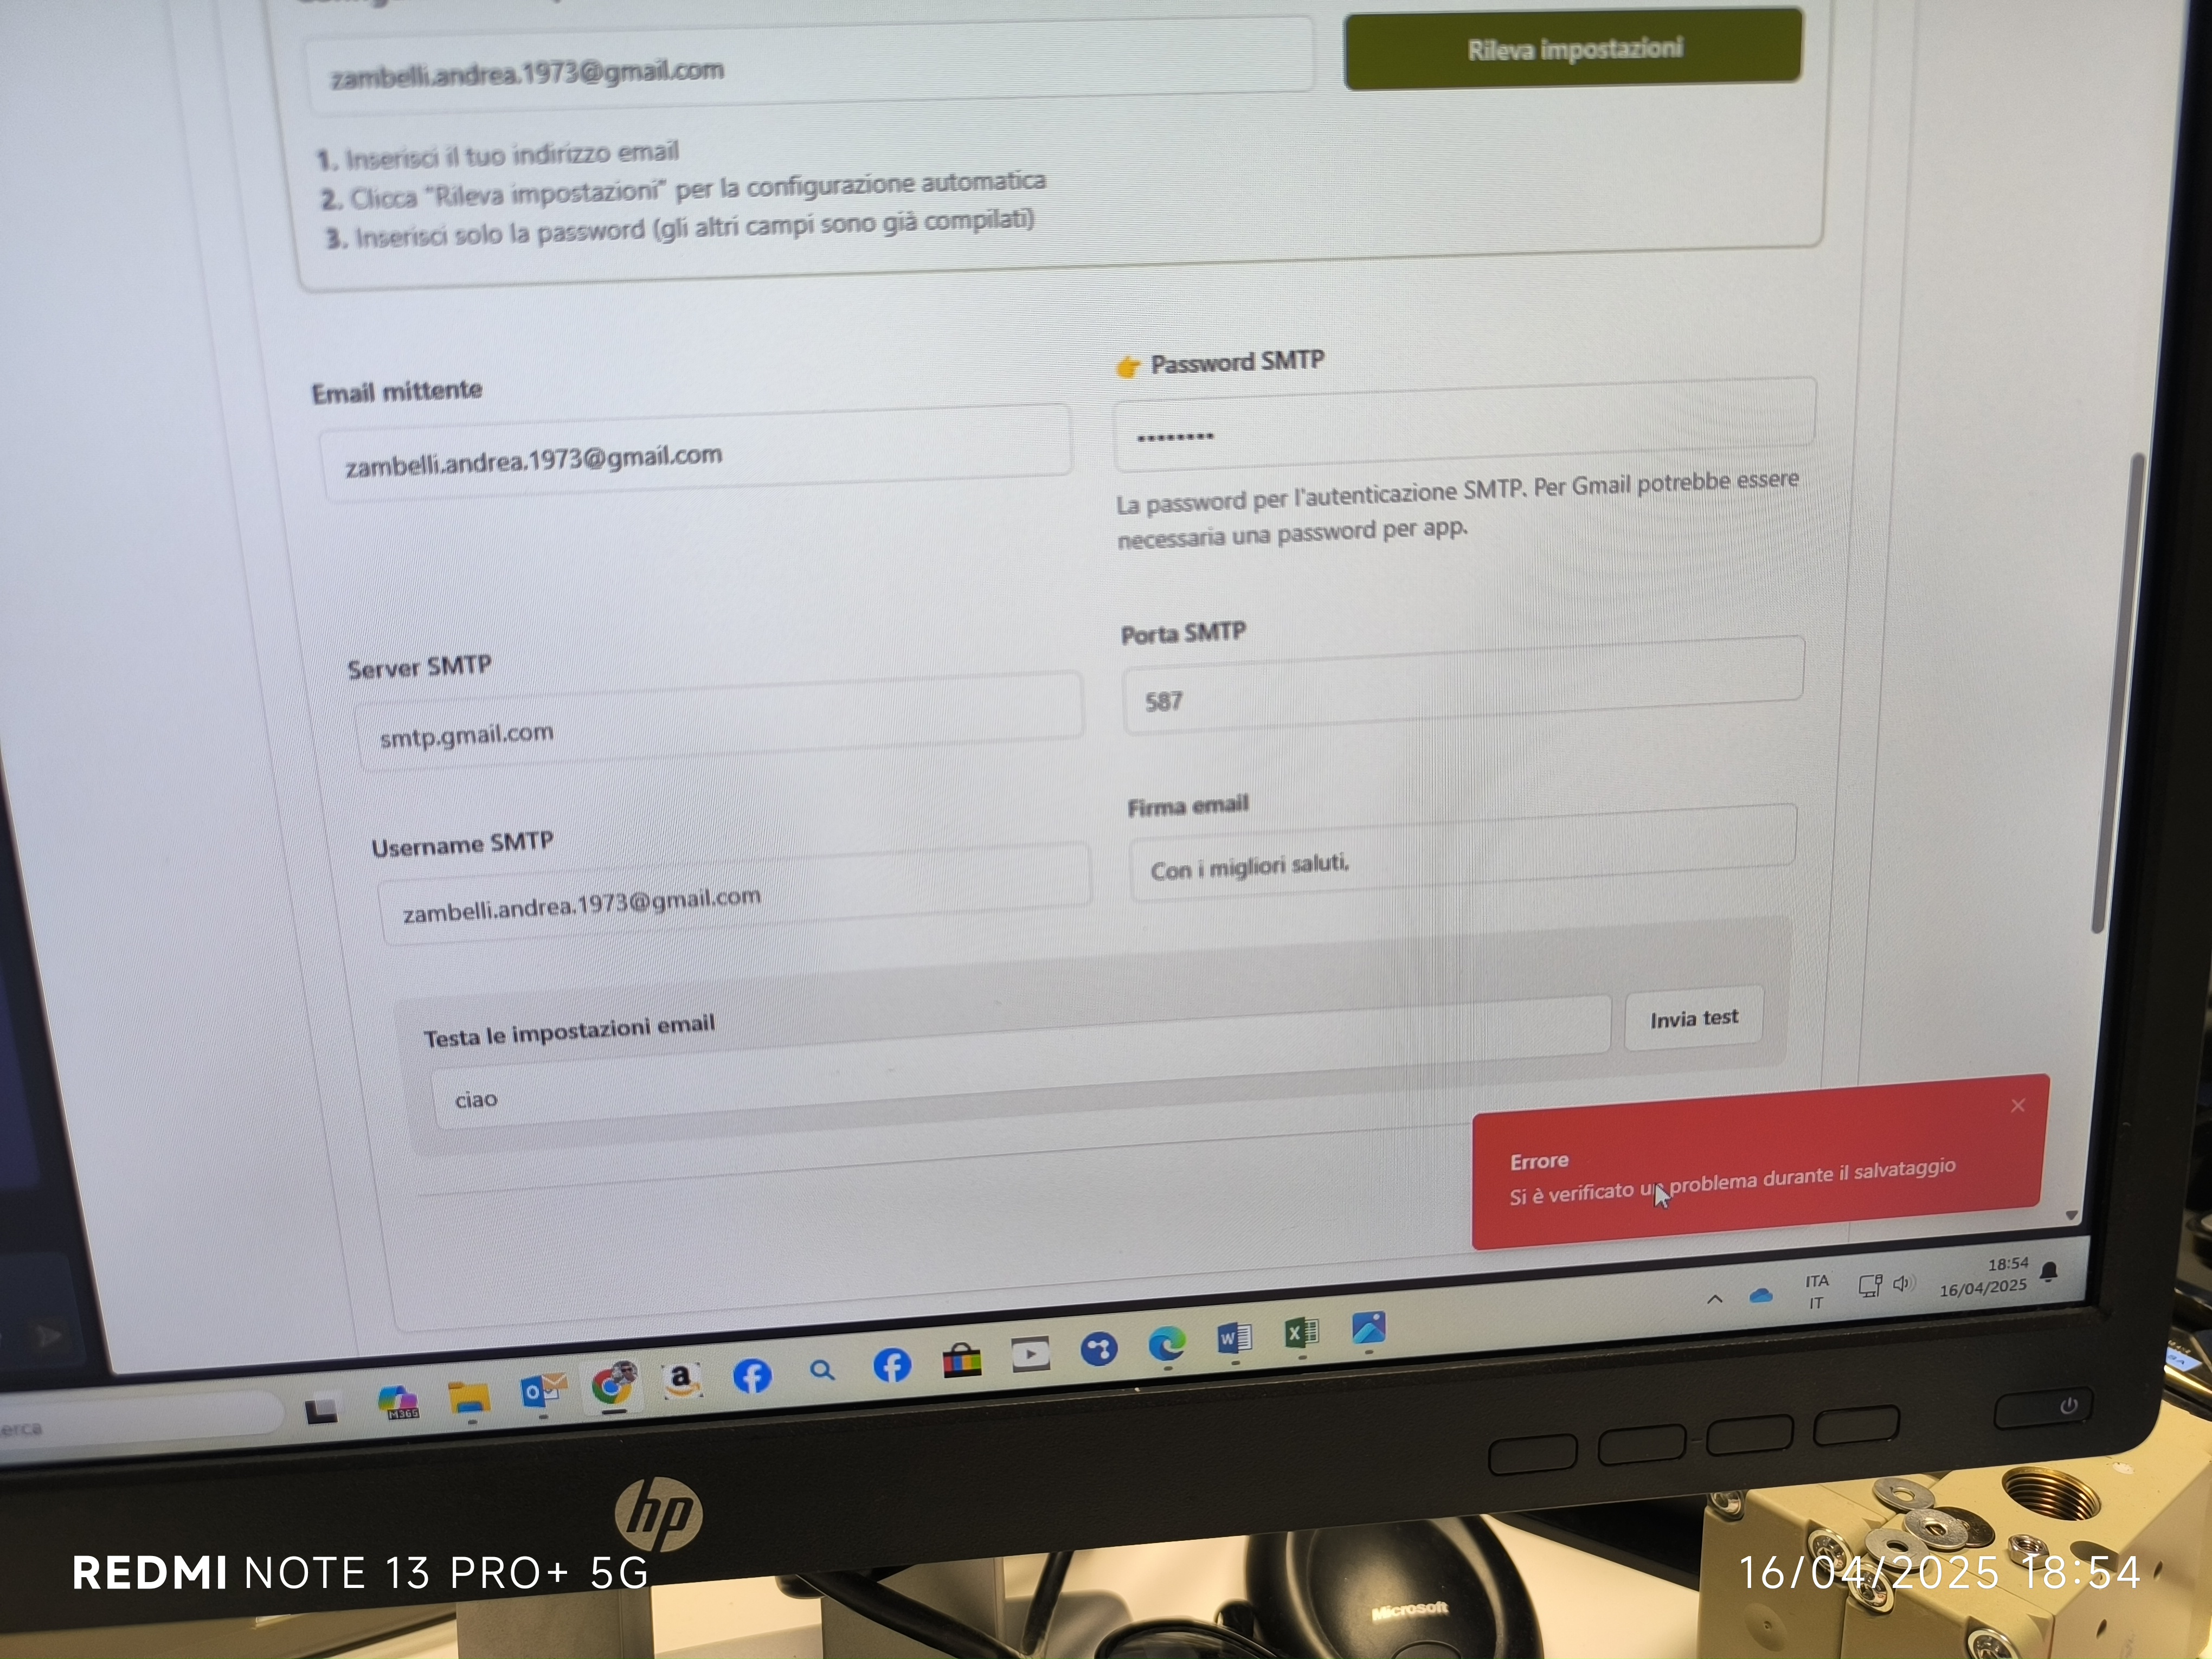 zambelli.andrea.1973@gmail.com
Rileva impostazioni
1. Inserisci il tuo indirizzo email
2. Clicca "Rileva impostazioni" per la configurazione automatica
3. Inserisci solo la password (gli altri campi sono già compilati)
Email mittente
👉 Password SMTP
zambelli.andrea.1973@gmail.com
••••••••
La password per l'autenticazione SMTP. Per Gmail potrebbe essere
necessaria una password per app.
Server SMTP
Porta SMTP
smtp.gmail.com
587
Username SMTP
Firma email
zambelli.andrea.1973@gmail.com
Con i migliori saluti,
Testa le impostazioni email
Invia test
ciao
Errore
Si è verificato un problema durante il salvataggio
erca
M365
a
W
X
ITA
IT
18:54
16/04/2025
hp
REDMI NOTE 13 PRO+ 5G
16/04/2025 18:54
Microsoft